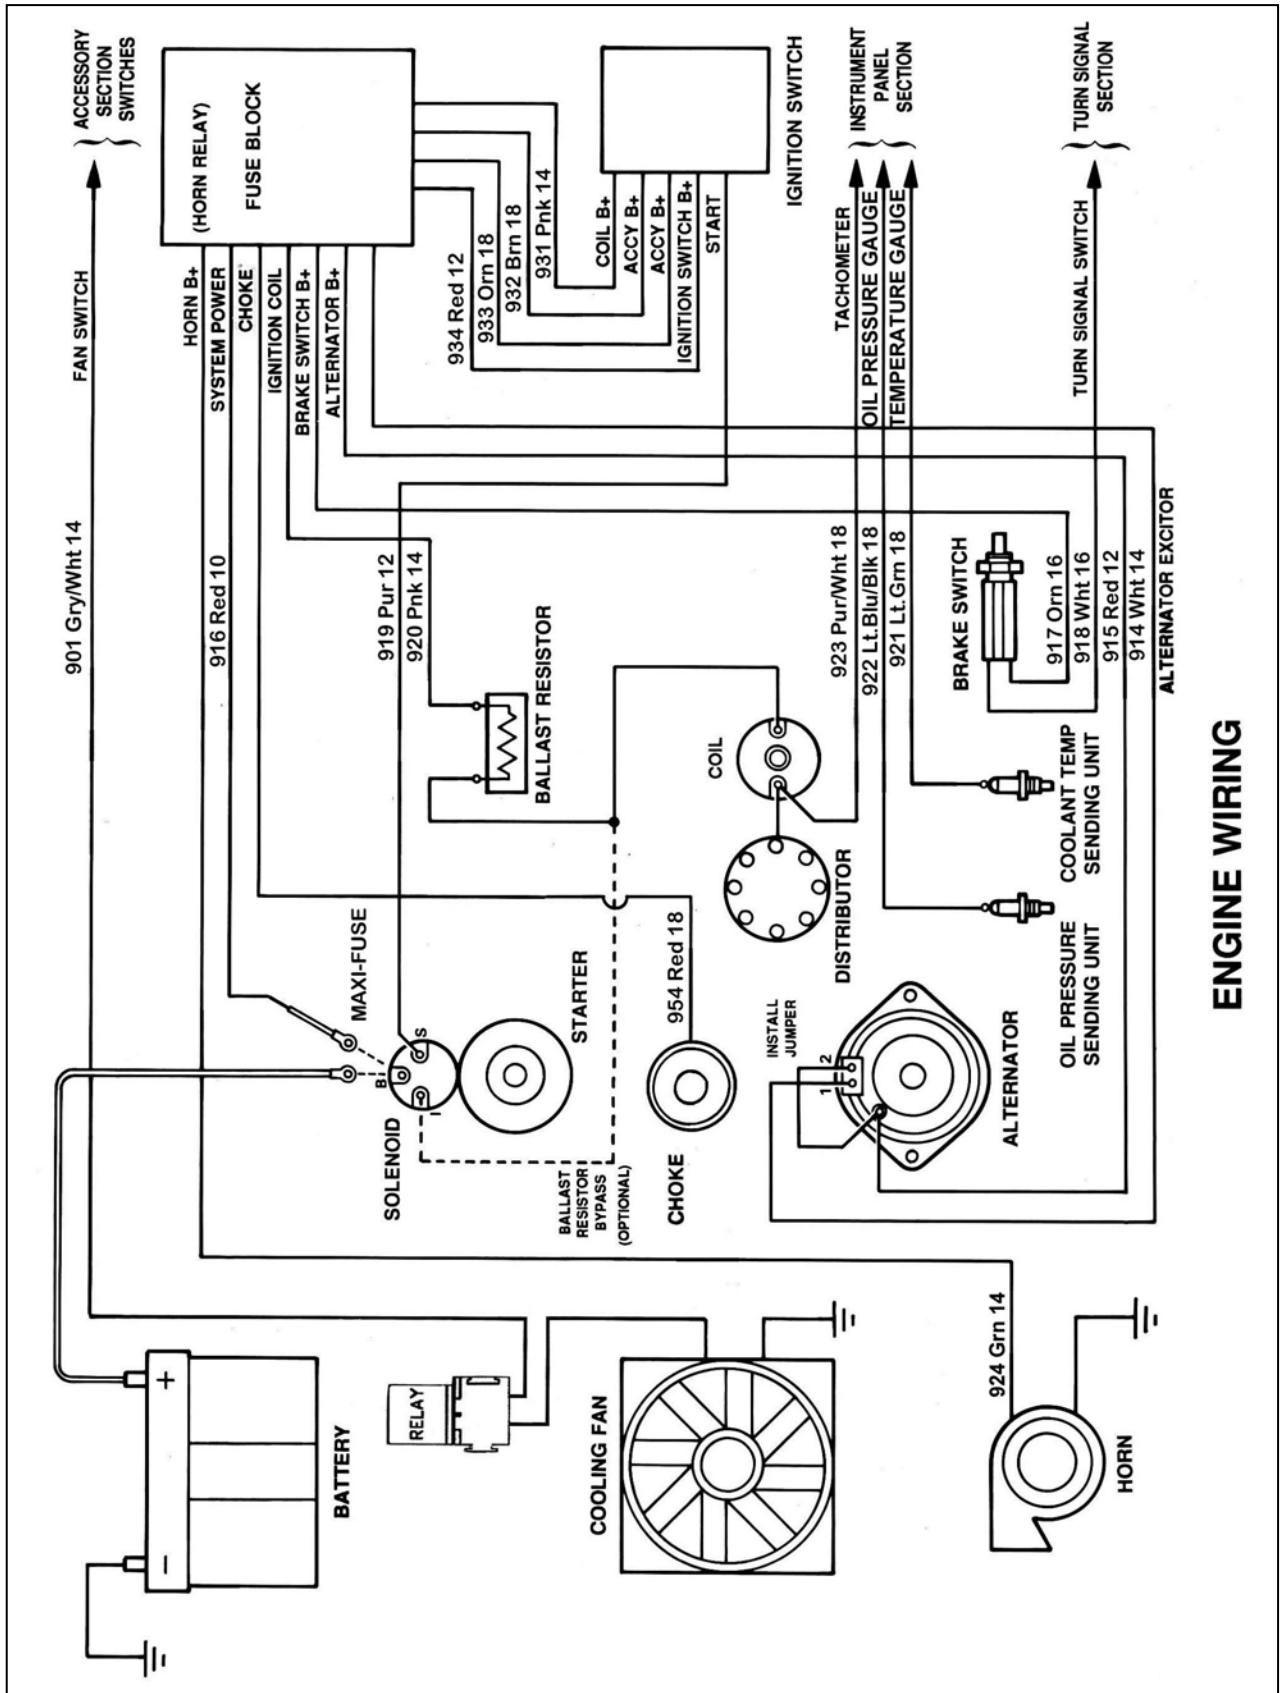 ACCESSORY
SECTION
SWITCHES
FAN SWITCH
901 Gry/Wht 14
(HORN RELAY)
FUSE BLOCK
HORN B+
SYSTEM POWER
CHOKE
IGNITION COIL
BRAKE SWITCH B+
ALTERNATOR B+
916 Red 10
934 Red 12
933 Orn 18
932 Brn 18
931 Pnk 14
COIL B+
ACCY B+
ACCY B+
IGNITION SWITCH B+
START
IGNITION SWITCH
INSTRUMENT
PANEL
SECTION
TACHOMETER
OIL PRESSURE GAUGE
TEMPERATURE GAUGE
TURN SIGNAL
SECTION
TURN SIGNAL SWITCH
919 Pur 12
920 Pnk 14
BALLAST RESISTOR
COIL
923 Pur/Wht 18
922 Lt.Blu/Blk 18
921 Lt.Grn 18
BRAKE SWITCH
917 Orn 16
918 Wht 16
915 Red 12
914 Wht 14
ALTERNATOR EXCITOR
MAXI-FUSE
S
B
I
SOLENOID
STARTER
954 Red 18
CHOKE
BALLAST
RESISTOR
BYPASS
(OPTIONAL)
DISTRIBUTOR
INSTALL
JUMPER
1 2
ALTERNATOR
COOLANT TEMP
SENDING UNIT
OIL PRESSURE
SENDING UNIT
+
−
BATTERY
RELAY
COOLING FAN
924 Grn 14
HORN
ENGINE WIRING